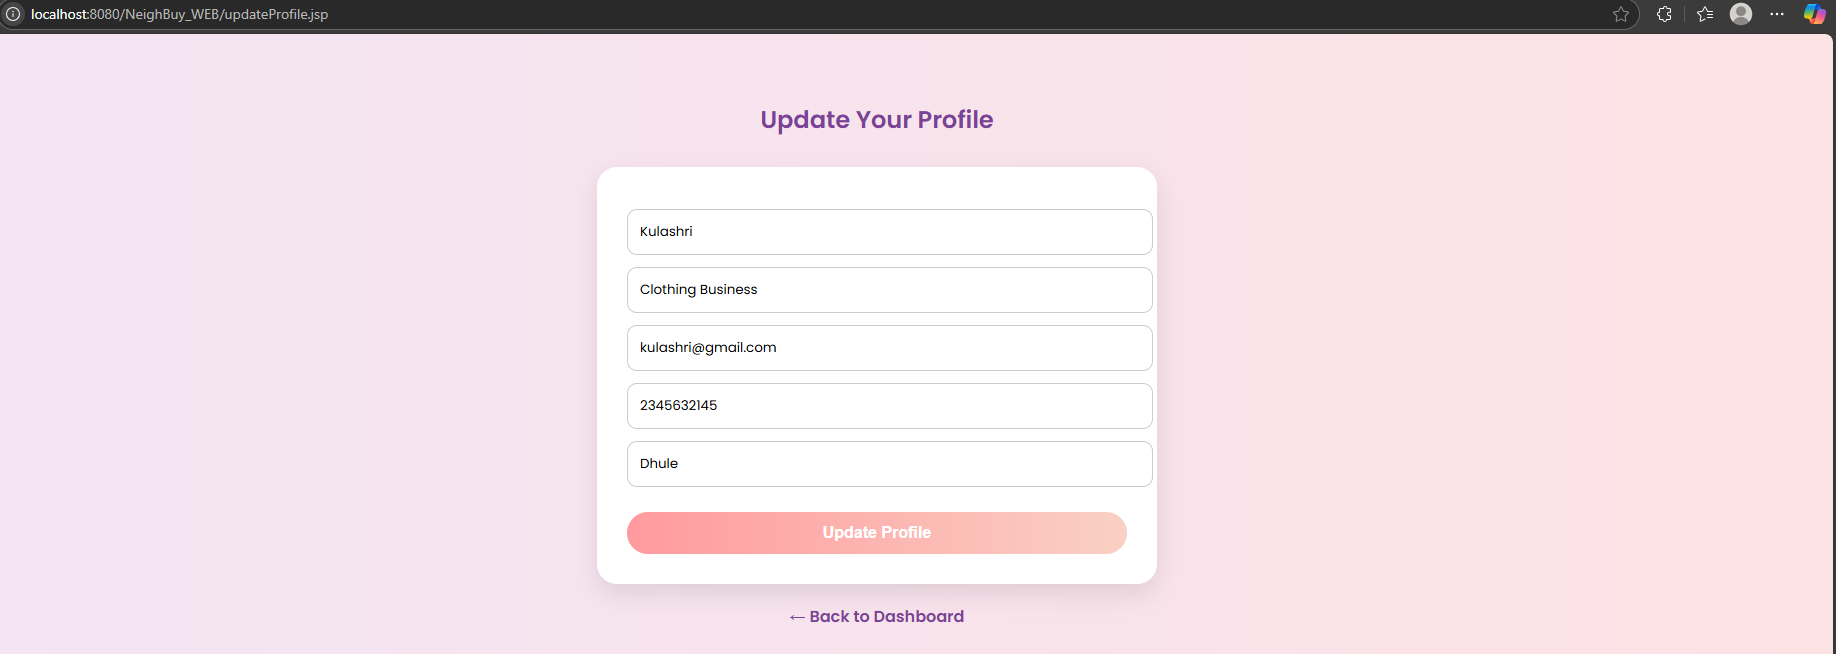 localhost:8080/NeighBuy_WEB/updateProfile.jsp
Update Your Profile
Kulashri
Clothing Business
kulashri@gmail.com
2345632145
Dhule
Update Profile
← Back to Dashboard